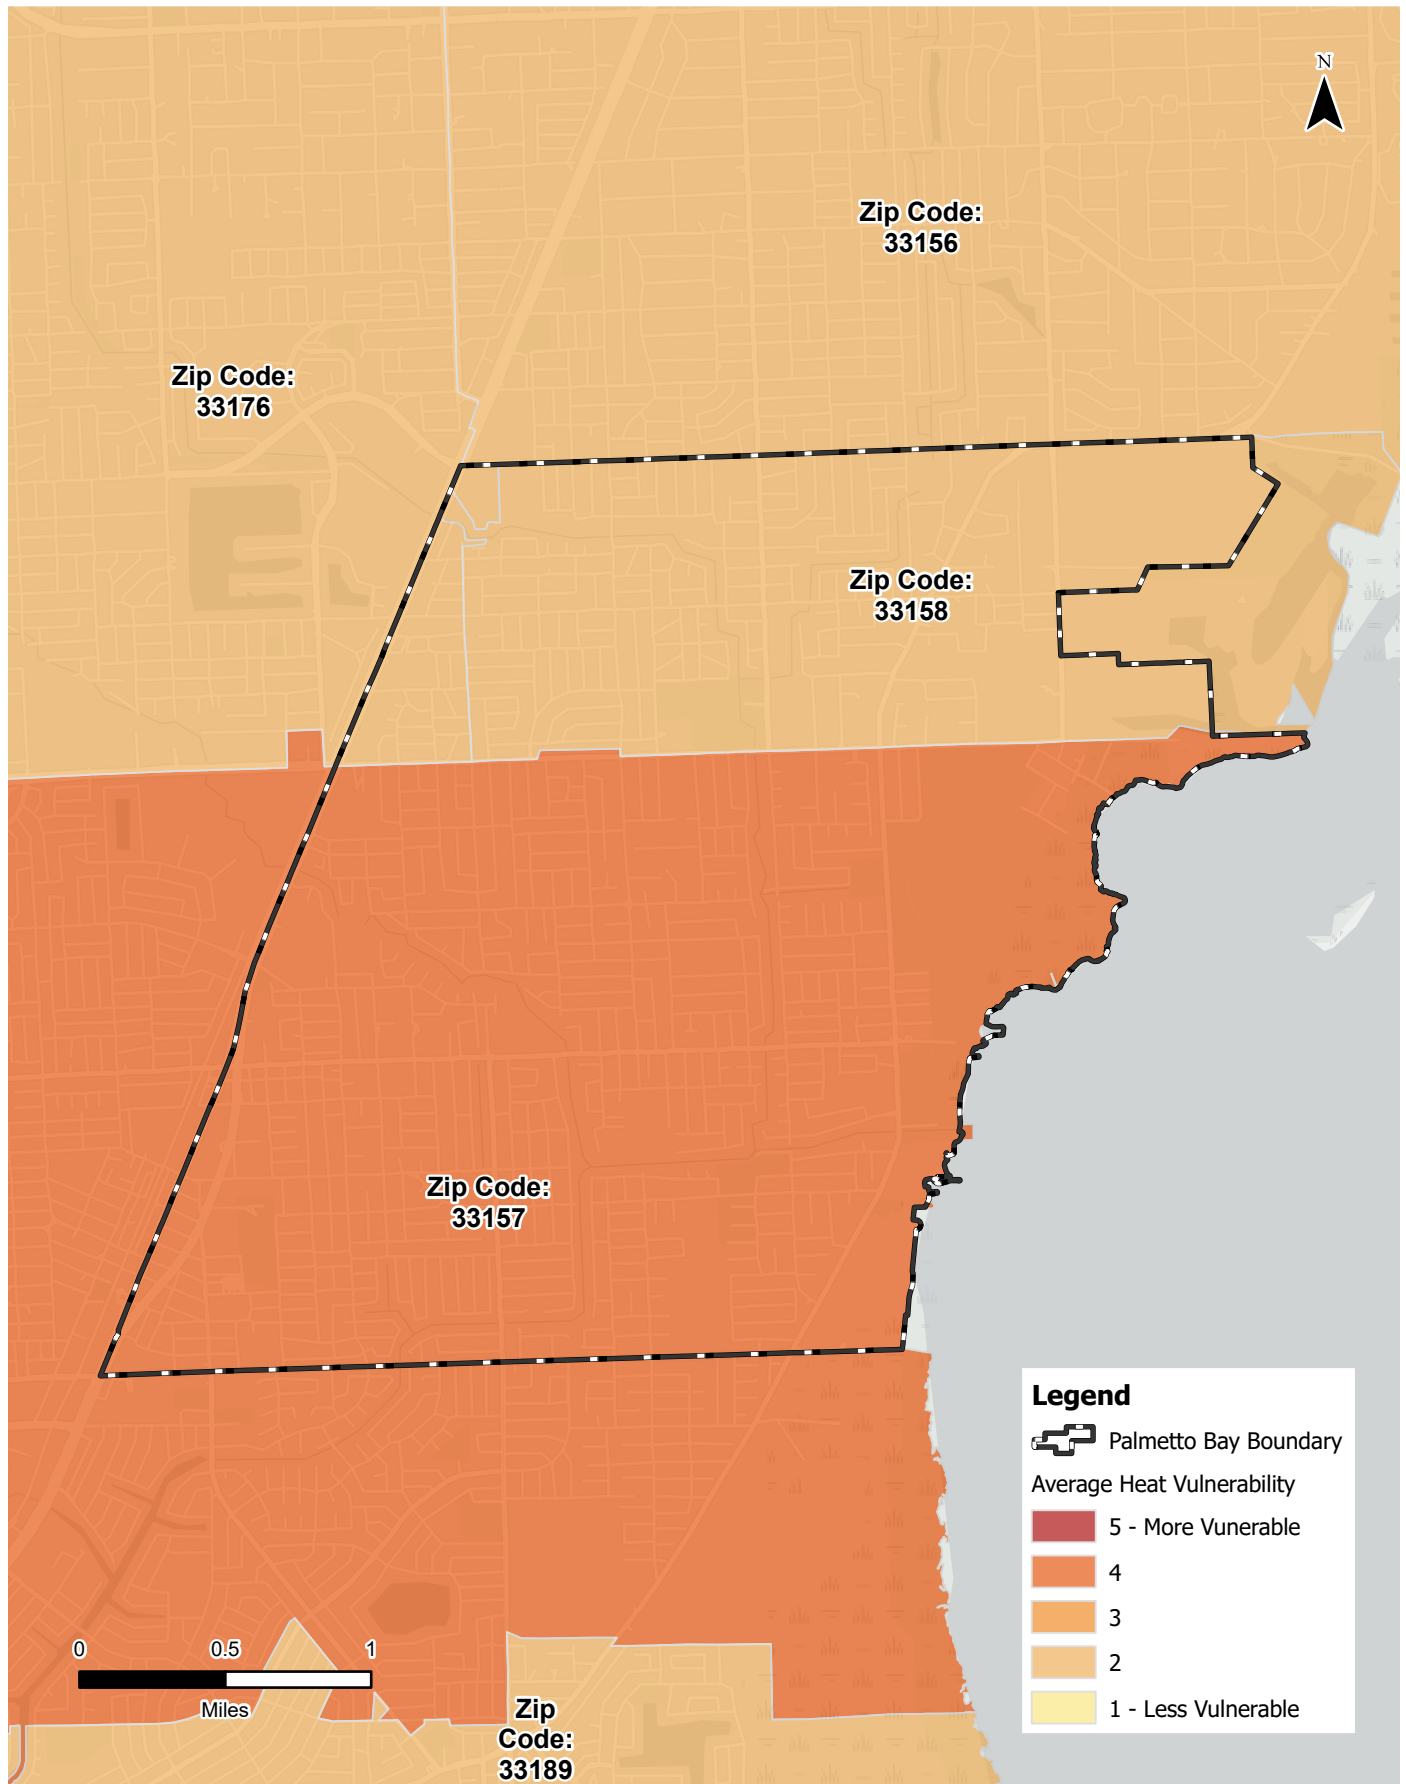 N
Zip Code:
33156
Zip Code:
33176
Zip Code:
33158
Zip Code:
33157
Legend
Palmetto Bay Boundary
Average Heat Vulnerability
5 - More Vunerable
4
3
2
1 - Less Vulnerable
0 0.5 1
Miles
Zip
Code:
33189